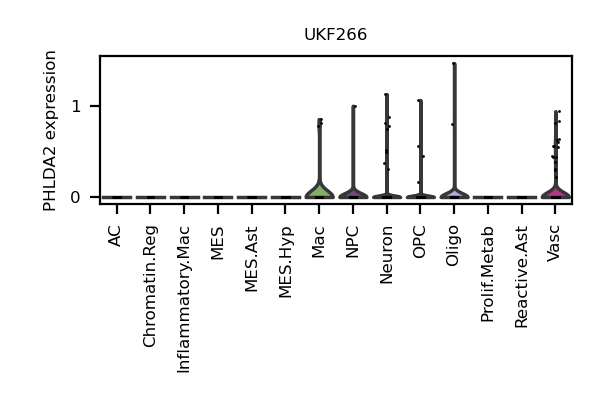 UKF266
PHLDA2 expression
1
0
AC
Chromatin.Reg
Inflammatory.Mac
MES
MES.Ast
MES.Hyp
Mac
NPC
Neuron
OPC
Oligo
Prolif.Metab
Reactive.Ast
Vasc